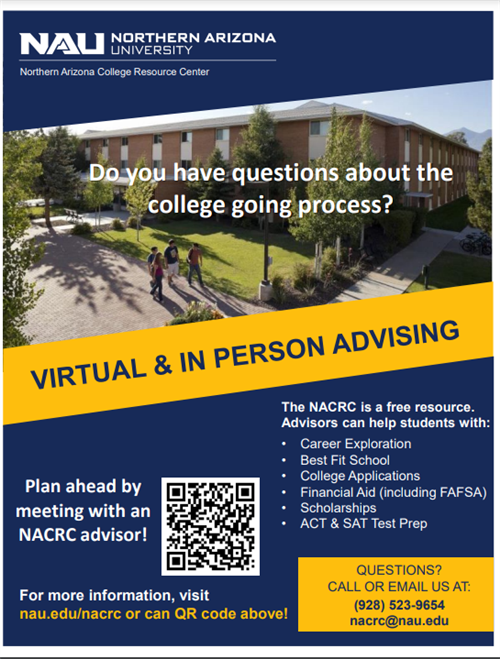 NAU NORTHERN ARIZONA
UNIVERSITY
Northern Arizona College Resource Center
Do you have questions about the
college going process?
VIRTUAL & IN PERSON ADVISING
The NACRC is a free resource.
Advisors can help students with:
• Career Exploration
• Best Fit School
• College Applications
• Financial Aid (including FAFSA)
• Scholarships
• ACT & SAT Test Prep
Plan ahead by
meeting with an
NACRC advisor!
For more information, visit
nau.edu/nacrc or can QR code above!
QUESTIONS?
CALL OR EMAIL US AT:
(928) 523-9654
nacrc@nau.edu